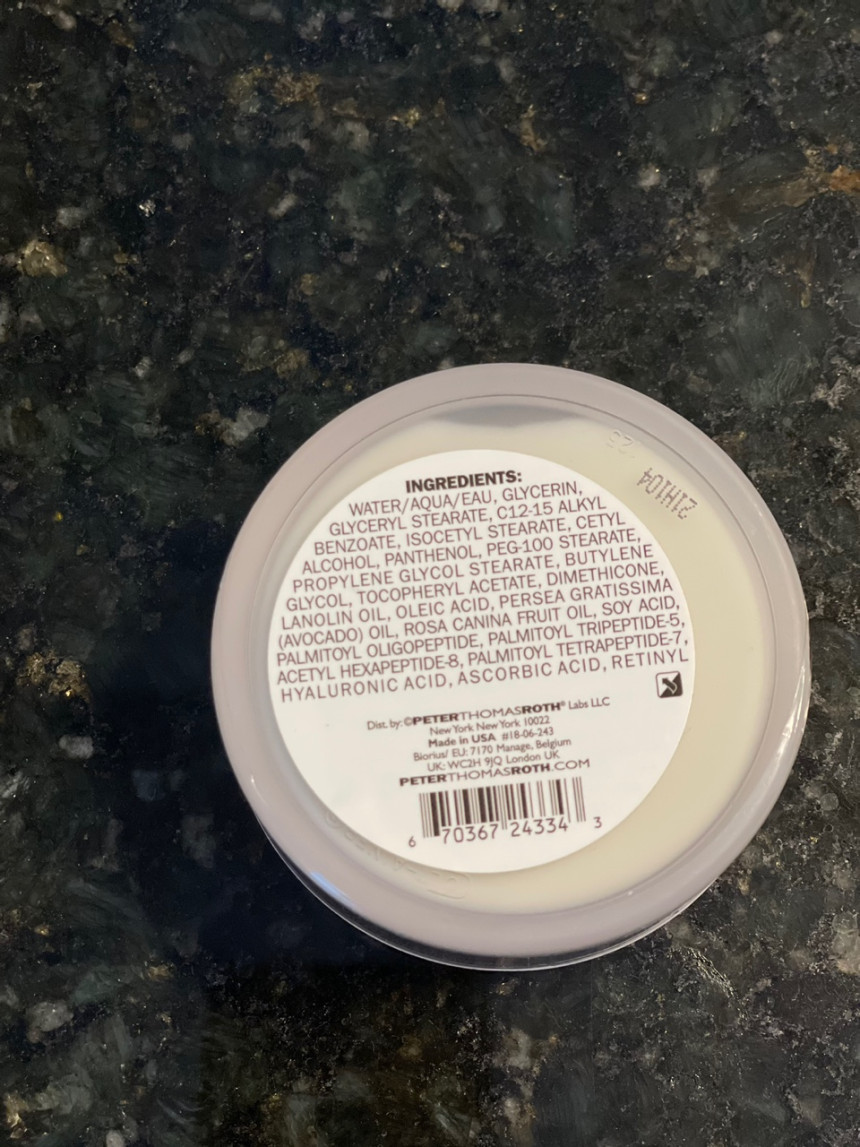 INGREDIENTS:
WATER/AQUA/EAU, GLYCERIN,
GLYCERYL STEARATE, C12-15 ALKYL
BENZOATE, ISOCETYL STEARATE, CETYL
ALCOHOL, PANTHENOL, PEG-100 STEARATE,
PROPYLENE GLYCOL STEARATE, BUTYLENE
GLYCOL, TOCOPHERYL ACETATE, DIMETHICONE,
LANOLIN OIL, OLEIC ACID, PERSEA GRATISSIMA
(AVOCADO) OIL, ROSA CANINA FRUIT OIL, SOY ACID,
PALMITOYL OLIGOPEPTIDE, PALMITOYL TRIPEPTIDE-5,
ACETYL HEXAPEPTIDE-8, PALMITOYL TETRAPEPTIDE-7,
HYALURONIC ACID, ASCORBIC ACID, RETINYL
Dist. by: ©PETERTHOMASROTH® Labs LLC
New York New York 10022
Made in USA #18-06-243
Biorius/ EU: 7170 Manage, Belgium
UK: WC2H 9JQ London UK
PETERTHOMASROTH.COM
6 70367 24334 3
21H104